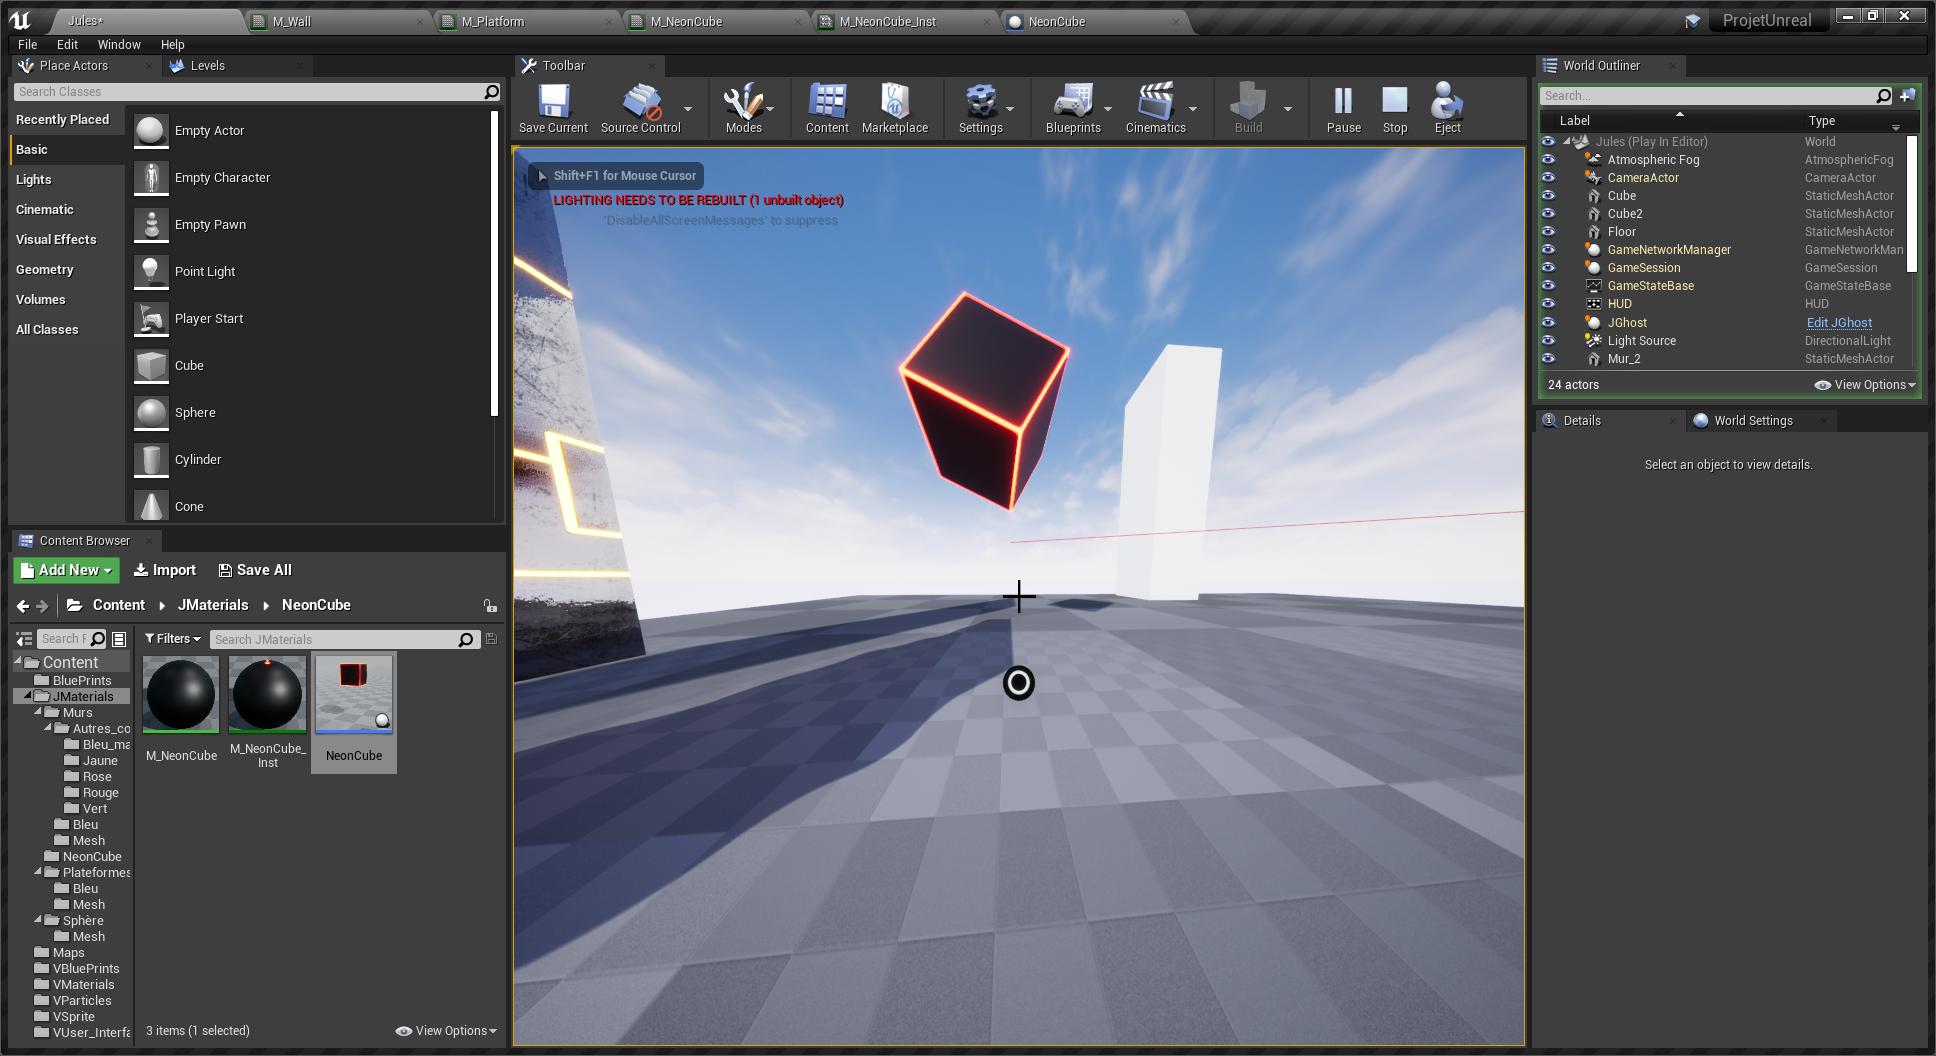 Jules*
M_Wall
M_Platform
M_NeonCube
M_NeonCube_Inst
NeonCube
ProjetUnreal
File Edit Window Help
Place Actors
Levels
Search Classes
Recently Placed
Basic
Lights
Cinematic
Visual Effects
Geometry
Volumes
All Classes
Empty Actor
Empty Character
Empty Pawn
Point Light
Player Start
Cube
Sphere
Cylinder
Cone
Toolbar
Save Current
Source Control
Modes
Content
Marketplace
Settings
Blueprints
Cinematics
Build
Pause
Stop
Eject
Shift+F1 for Mouse Cursor
LIGHTING NEEDS TO BE REBUILT (1 unbuilt object)
'DisableAllScreenMessages' to suppress
World Outliner
Search...
Label Type
Jules (Play In Editor) World
Atmospheric Fog AtmosphericFog
CameraActor CameraActor
Cube StaticMeshActor
Cube2 StaticMeshActor
Floor StaticMeshActor
GameNetworkManager GameNetworkMan
GameSession GameSession
GameStateBase GameStateBase
HUD HUD
JGhost Edit JGhost
Light Source DirectionalLight
Mur_2 StaticMeshActor
24 actors
View Options
Details
World Settings
Select an object to view details.
Content Browser
Add New
Import
Save All
Content JMaterials NeonCube
Search F
Filters
Search JMaterials
Content
BluePrints
JMaterials
Murs
Autres_co
Bleu_ma
Jaune
Rose
Rouge
Vert
Bleu
Mesh
NeonCube
Plateformes
Bleu
Mesh
Sphère
Mesh
Maps
VBluePrints
VMaterials
VParticles
VSprite
VUser_Interfa
M_NeonCube
M_NeonCube_
Inst
NeonCube
3 items (1 selected)
View Options